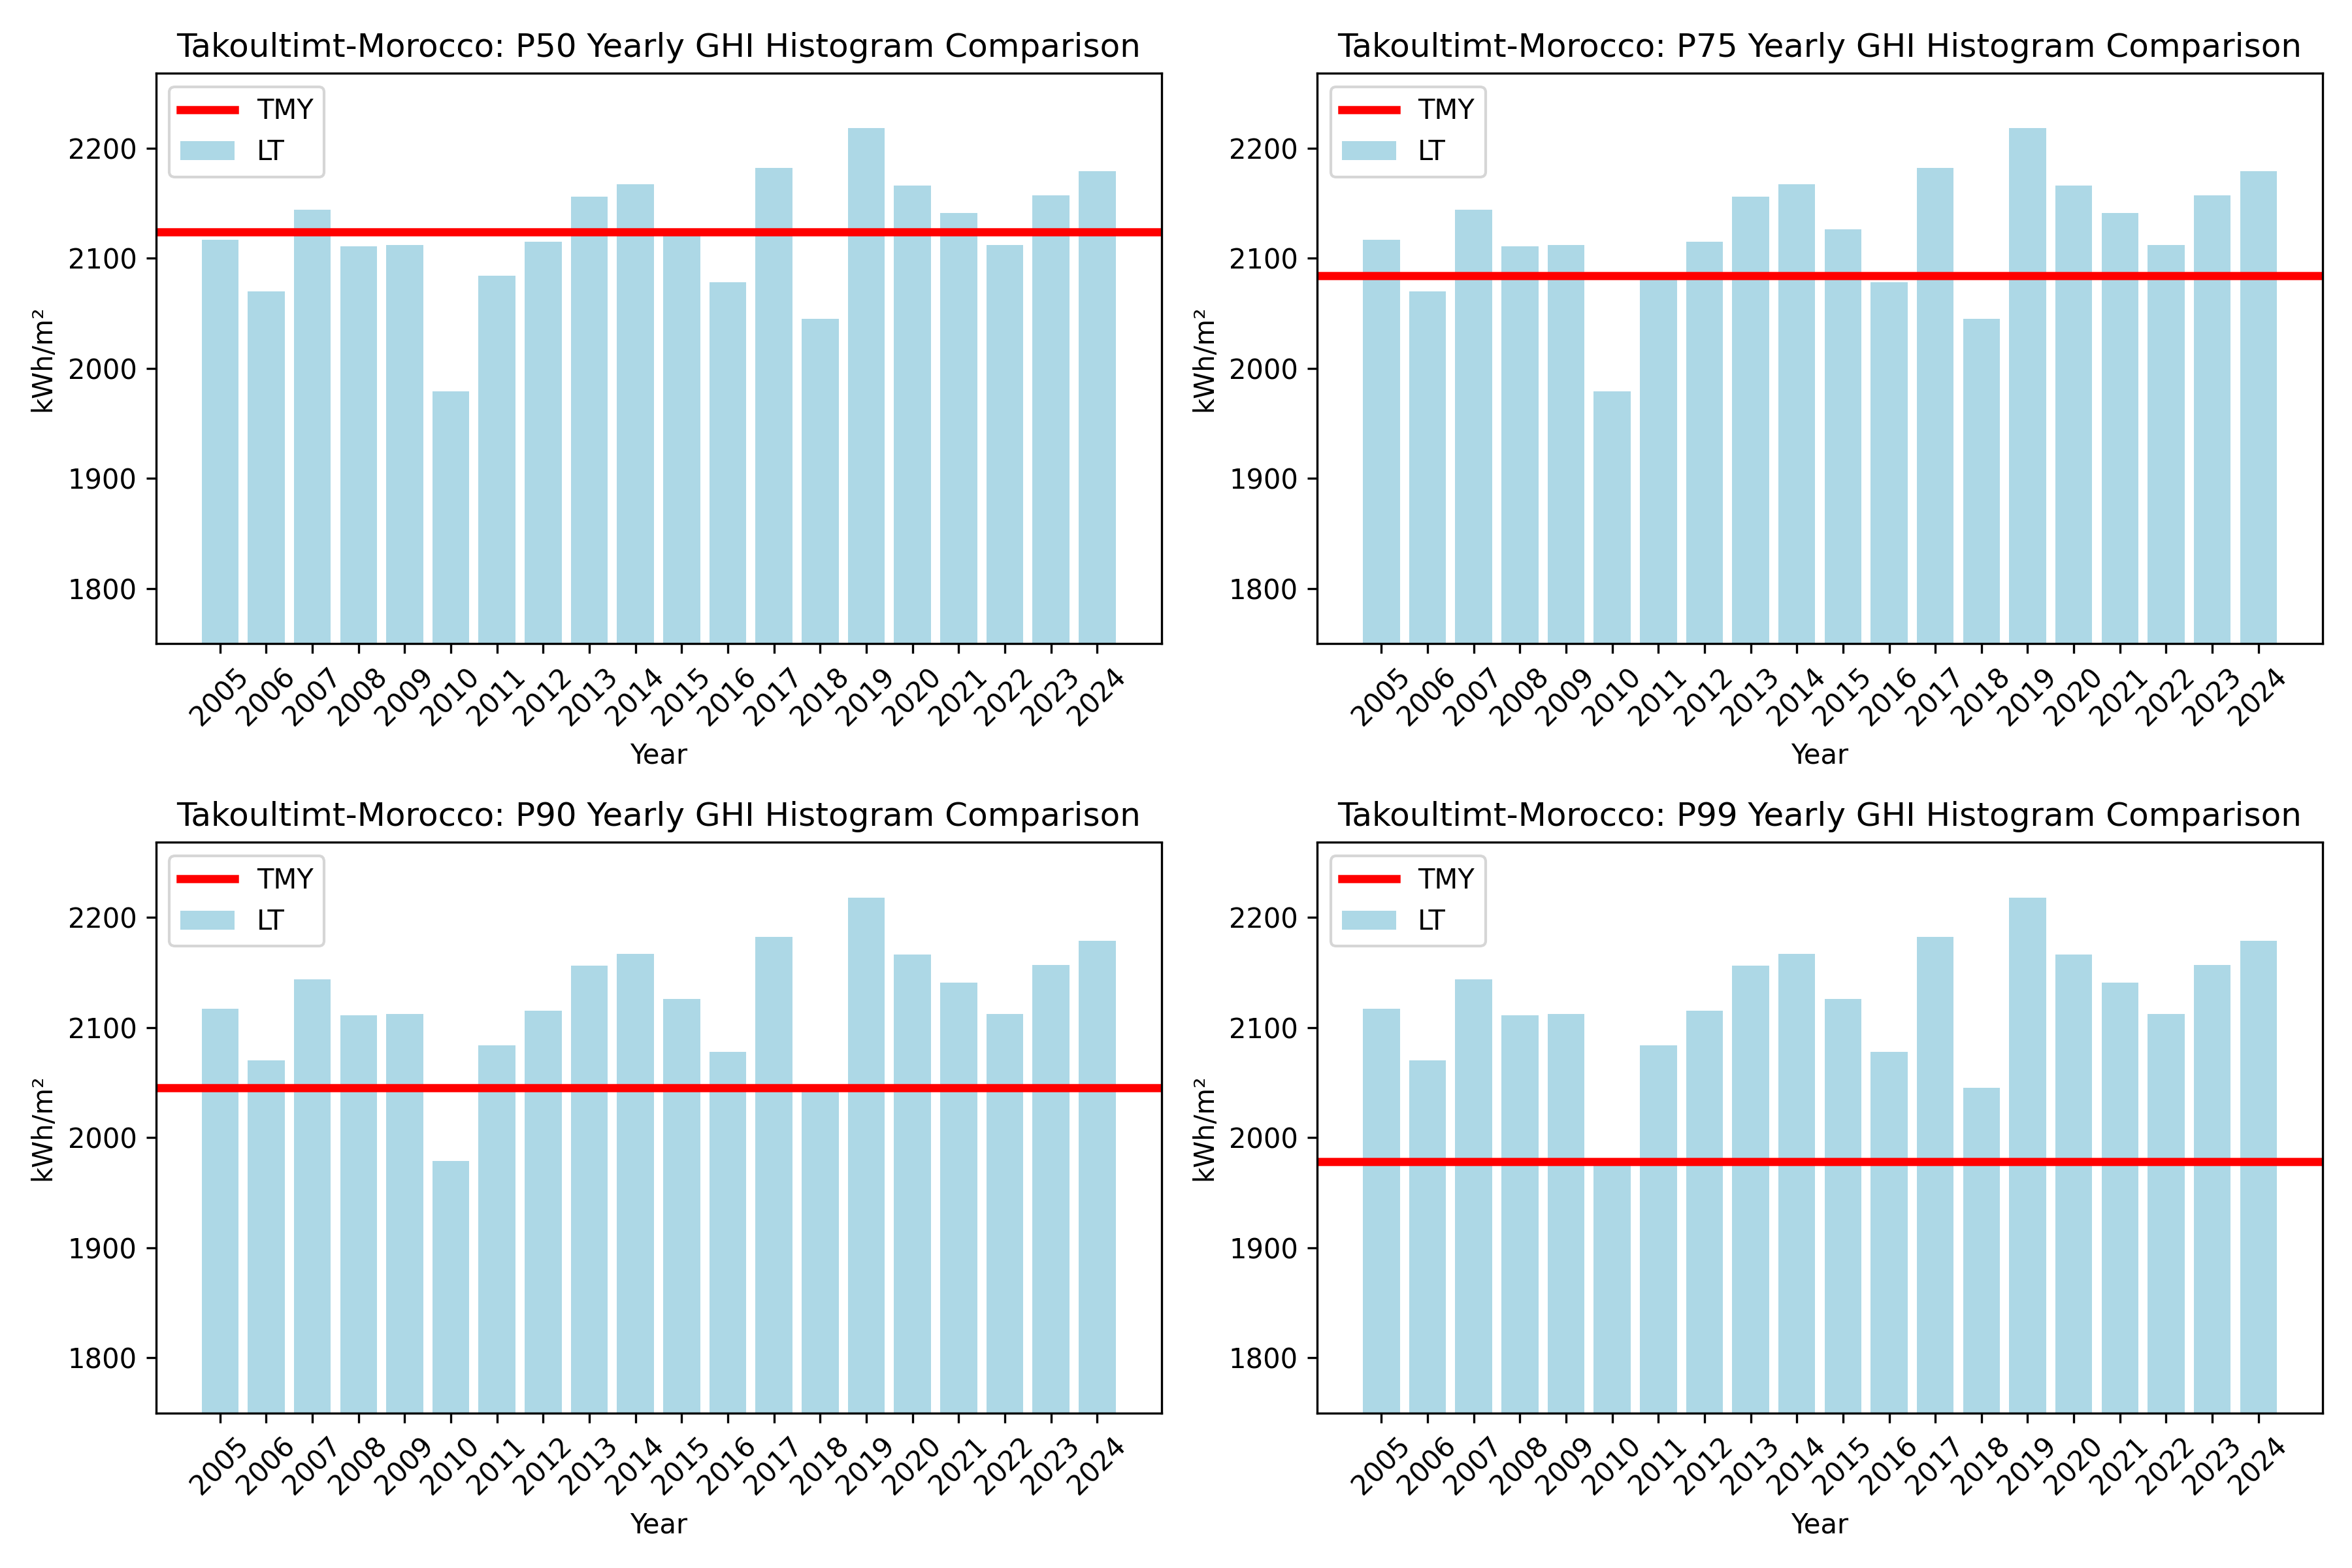 Takoultimt-Morocco: P50 Yearly GHI Histogram Comparison
TMY
LT
2200
2100
2000
1900
1800
kWh/m²
2005 2006 2007 2008 2009 2010 2011 2012 2013 2014 2015 2016 2017 2018 2019 2020 2021 2022 2023 2024
Year
Takoultimt-Morocco: P75 Yearly GHI Histogram Comparison
TMY
LT
2200
2100
2000
1900
1800
kWh/m²
2005 2006 2007 2008 2009 2010 2011 2012 2013 2014 2015 2016 2017 2018 2019 2020 2021 2022 2023 2024
Year
Takoultimt-Morocco: P90 Yearly GHI Histogram Comparison
TMY
LT
2200
2100
2000
1900
1800
kWh/m²
2005 2006 2007 2008 2009 2010 2011 2012 2013 2014 2015 2016 2017 2018 2019 2020 2021 2022 2023 2024
Year
Takoultimt-Morocco: P99 Yearly GHI Histogram Comparison
TMY
LT
2200
2100
2000
1900
1800
kWh/m²
2005 2006 2007 2008 2009 2010 2011 2012 2013 2014 2015 2016 2017 2018 2019 2020 2021 2022 2023 2024
Year